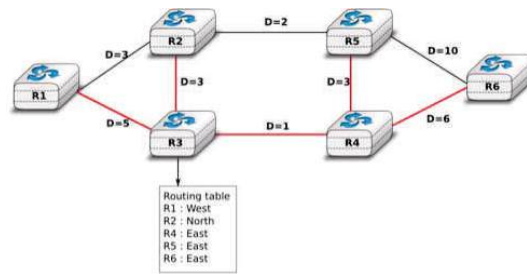 D=2
R2
R5
D=3
D=10
R1
D=3
D=3
R6
D=5
D=1
D=6
R3
R4
Routing table
R1 : West
R2 : North
R4 : East
R5 : East
R6 : East